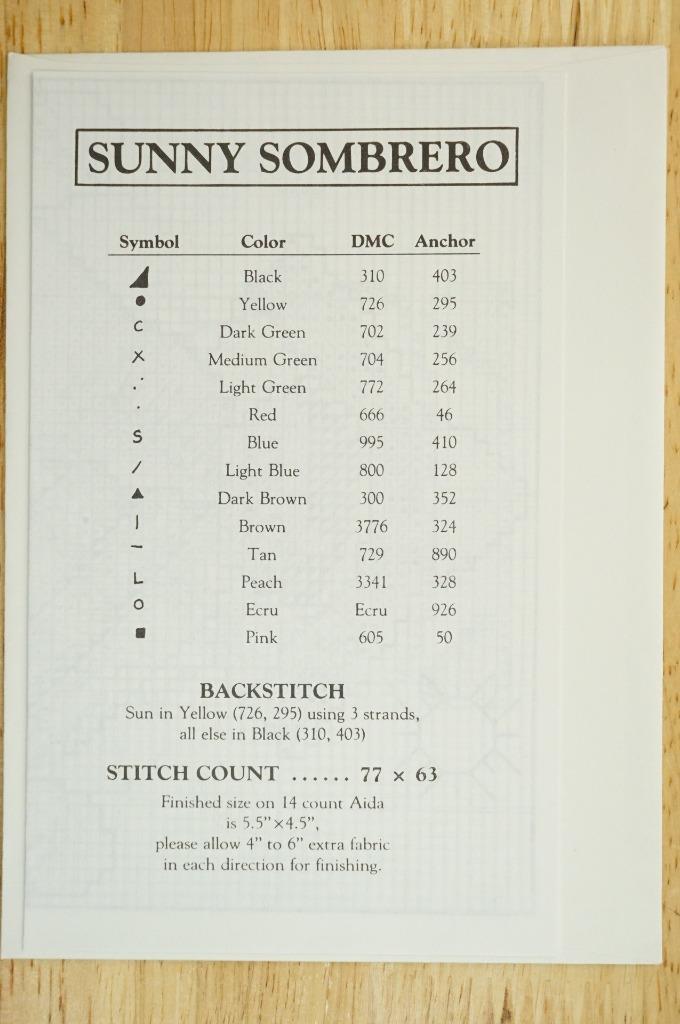 SUNNY SOMBRERO
Symbol Color DMC Anchor
◢ Black 310 403
● Yellow 726 295
C Dark Green 702 239
X Medium Green 704 256
.· Light Green 772 264
· Red 666 46
S Blue 995 410
/ Light Blue 800 128
▲ Dark Brown 300 352
| Brown 3776 324
— Tan 729 890
L Peach 3341 328
O Ecru Ecru 926
■ Pink 605 50
BACKSTITCH
Sun in Yellow (726, 295) using 3 strands,
all else in Black (310, 403)
STITCH COUNT ...... 77 x 63
Finished size on 14 count Aida
is 5.5"×4.5",
please allow 4" to 6" extra fabric
in each direction for finishing.